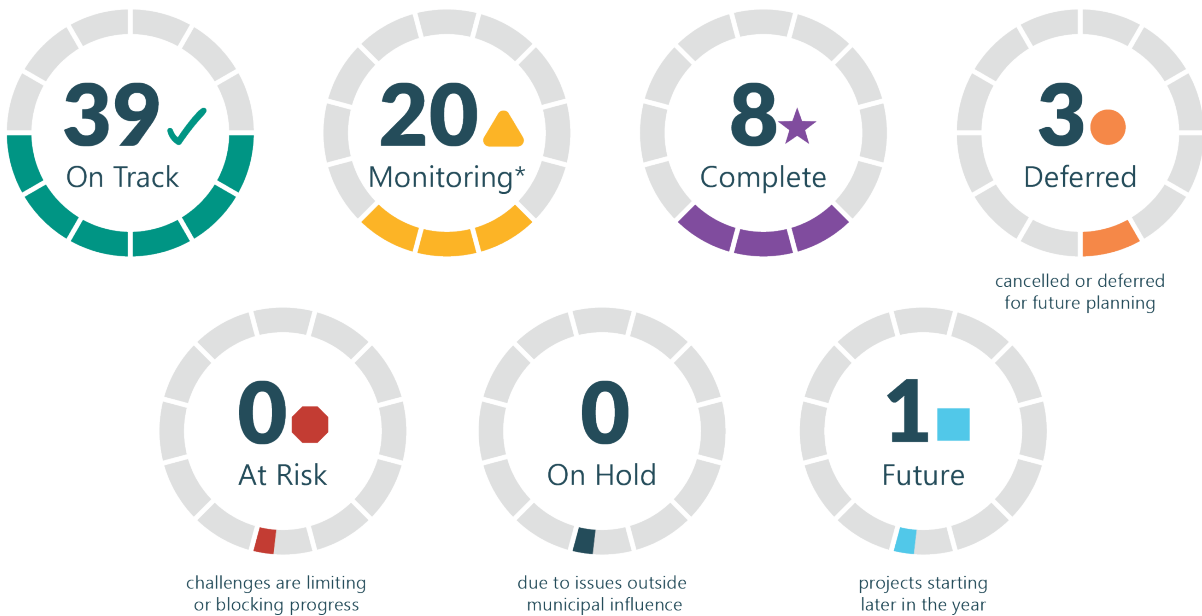 39
On Track
20
Monitoring*
8
Complete
3
Deferred
cancelled or deferred
for future planning
0
At Risk
challenges are limiting
or blocking progress
0
On Hold
due to issues outside
municipal influence
1
Future
projects starting
later in the year